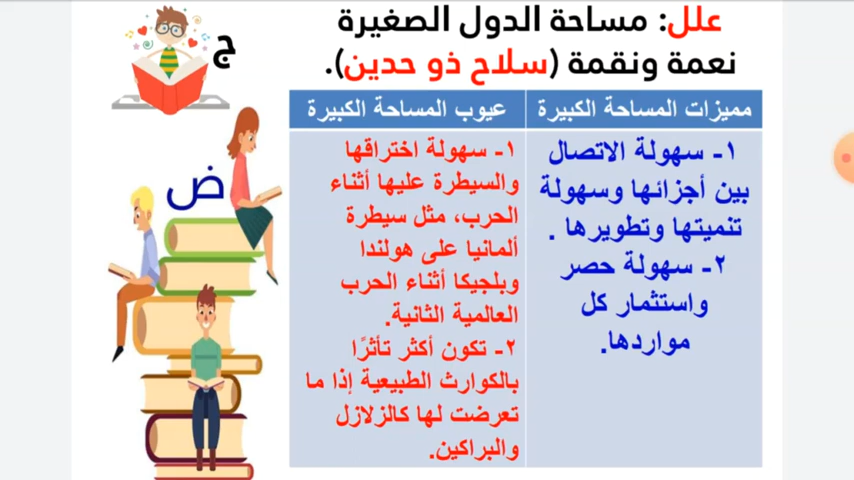 علل: مساحة الدول الصغيرة
نعمة ونقمة (سلاح ذو حدين).
ج
ض
مميزات المساحة الكبيرة
١- سهولة الاتصال
بين أجزائها وسهولة
تنميتها وتطويرها .
٢- سهولة حصر
واستثمار كل
مواردها.
عيوب المساحة الكبيرة
١- سهولة اختراقها
والسيطرة عليها أثناء
الحرب، مثل سيطرة
ألمانيا على هولندا
وبلجيكا أثناء الحرب
العالمية الثانية.
٢- تكون أكثر تأثرًا
بالكوارث الطبيعية إذا ما
تعرضت لها كالزلازل
والبراكين.